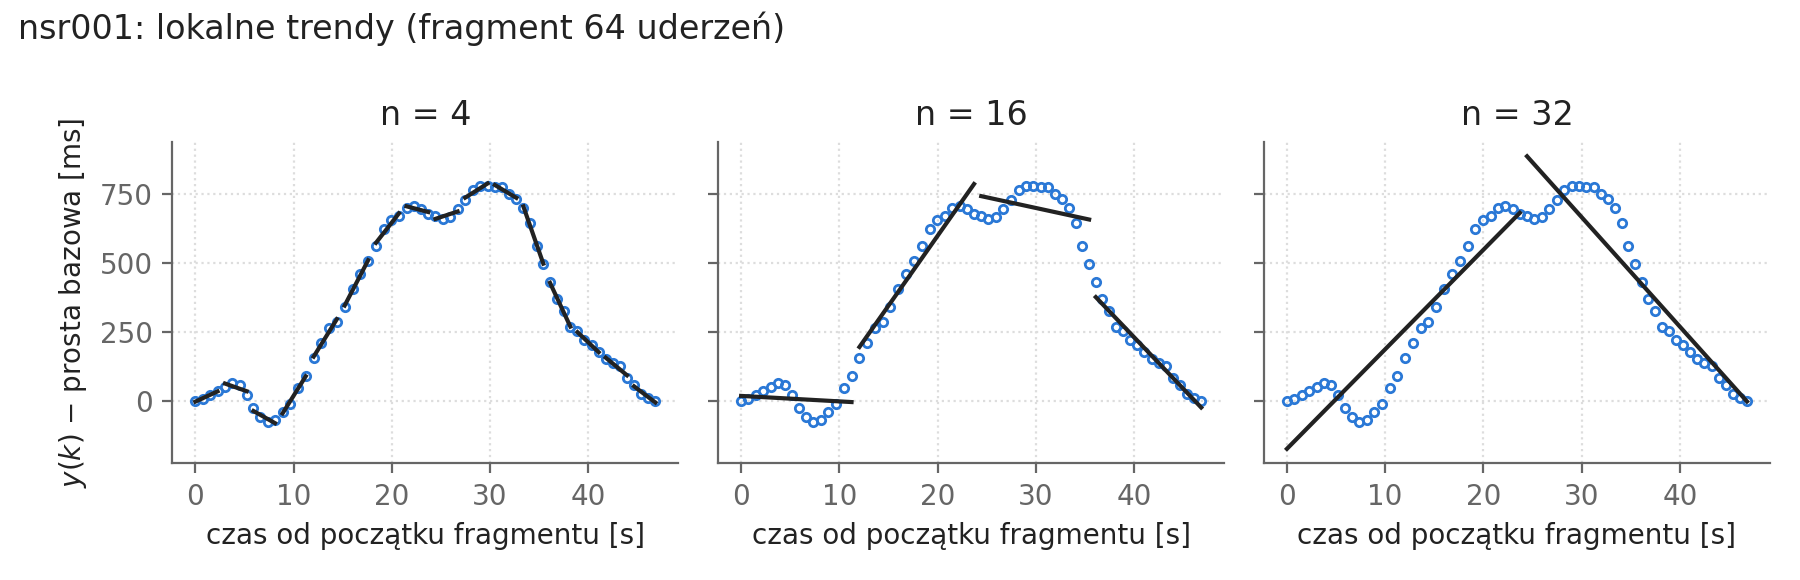 nsr001: lokalne trendy (fragment 64 uderzeń)
n = 4
n = 16
n = 32
y(k) − prosta bazowa [ms]
750
500
250
0
0 10 20 30 40
0 10 20 30 40
0 10 20 30 40
czas od początku fragmentu [s]
czas od początku fragmentu [s]
czas od początku fragmentu [s]